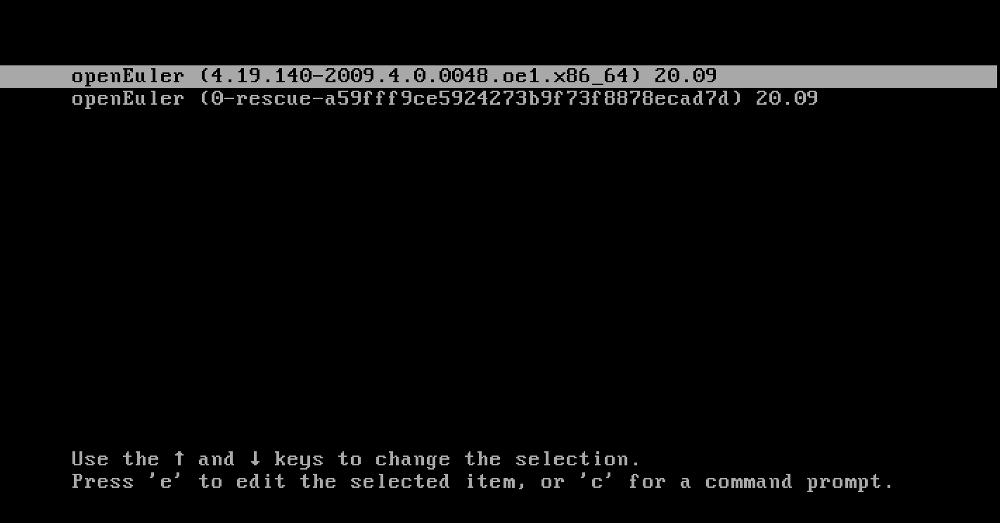 openEuler (4.19.140-2009.4.0.0048.oe1.x86_64) 20.09
openEuler (0-rescue-a59fff9ce5924273b9f73f8878ecad7d) 20.09
Use the ↑ and ↓ keys to change the selection.
Press 'e' to edit the selected item, or 'c' for a command prompt.